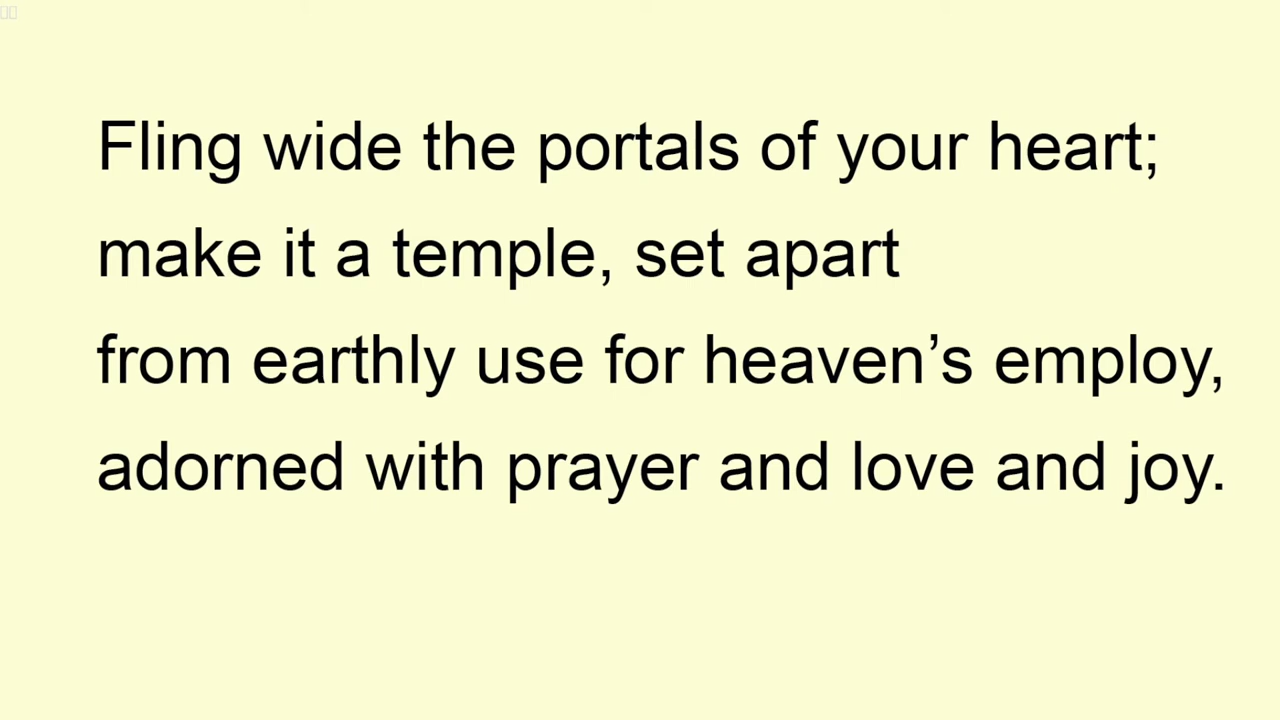 Fling wide the portals of your heart;
make it a temple, set apart
from earthly use for heaven’s employ,
adorned with prayer and love and joy.